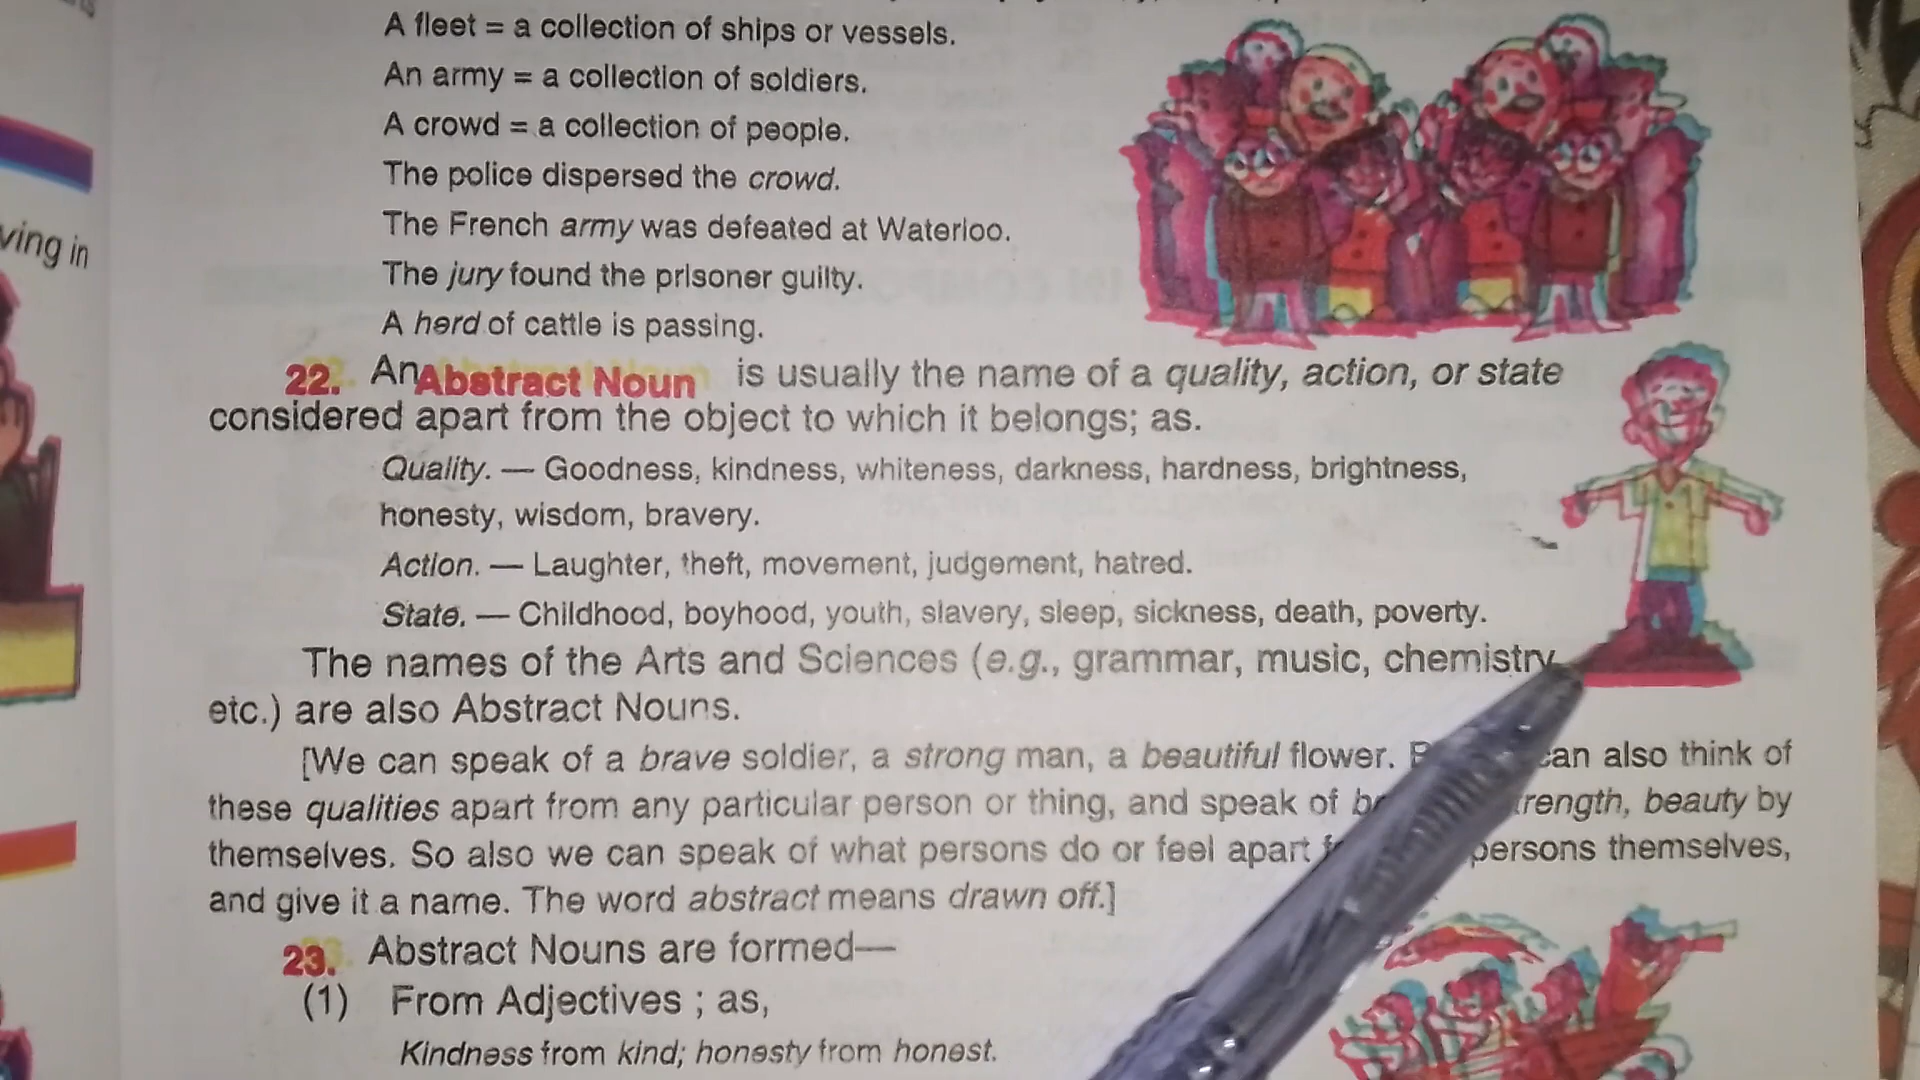 ving in
A fleet = a collection of ships or vessels.
An army = a collection of soldiers.
A crowd = a collection of people.
The police dispersed the crowd.
The French army was defeated at Waterloo.
The jury found the prisoner guilty.
A herd of cattle is passing.
22. An Abstract Noun is usually the name of a quality, action, or state
considered apart from the object to which it belongs; as.
Quality. — Goodness, kindness, whiteness, darkness, hardness, brightness,
honesty, wisdom, bravery.
Action. — Laughter, theft, movement, judgement, hatred.
State. — Childhood, boyhood, youth, slavery, sleep, sickness, death, poverty.
The names of the Arts and Sciences (e.g., grammar, music, chemistry
etc.) are also Abstract Nouns.
[We can speak of a brave soldier, a strong man, a beautiful flower. can also think of
these qualities apart from any particular person or thing, and speak of rength, beauty by
themselves. So also we can speak of what persons do or feel apart persons themselves,
and give it a name. The word abstract means drawn off.]
23. Abstract Nouns are formed—
(1) From Adjectives ; as,
Kindness from kind; honesty from honest.